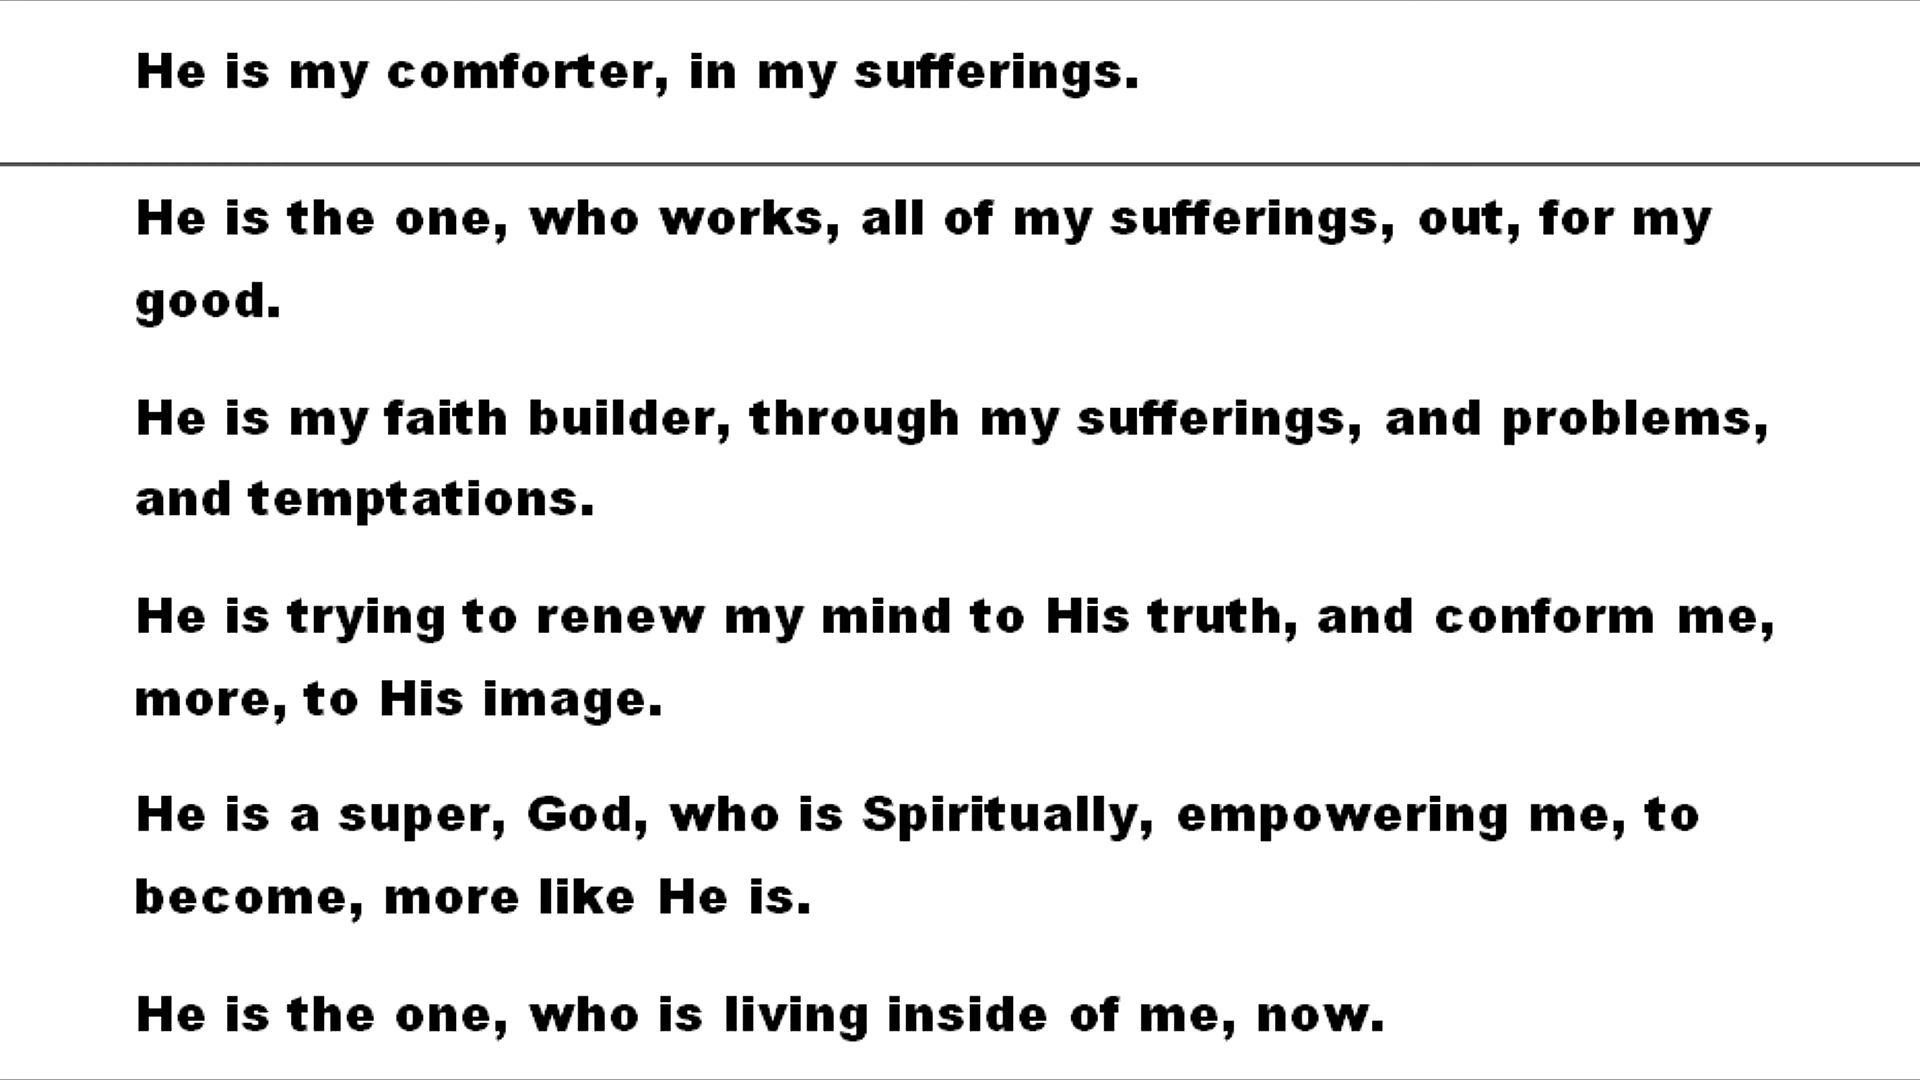 He is my comforter, in my sufferings.
He is the one, who works, all of my sufferings, out, for my
good.
He is my faith builder, through my sufferings, and problems,
and temptations.
He is trying to renew my mind to His truth, and conform me,
more, to His image.
He is a super, God, who is Spiritually, empowering me, to
become, more like He is.
He is the one, who is living inside of me, now.